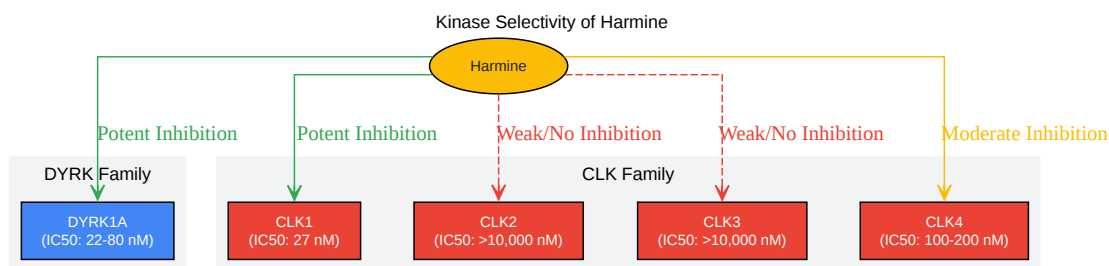 Kinase Selectivity of Harmine
Harmine
Potent Inhibition
Potent Inhibition
Weak/No Inhibition
Weak/No Inhibition
Moderate Inhibition
DYRK Family
CLK Family
DYRK1A
(IC50: 22-80 nM)
CLK1
(IC50: 27 nM)
CLK2
(IC50: >10,000 nM)
CLK3
(IC50: >10,000 nM)
CLK4
(IC50: 100-200 nM)